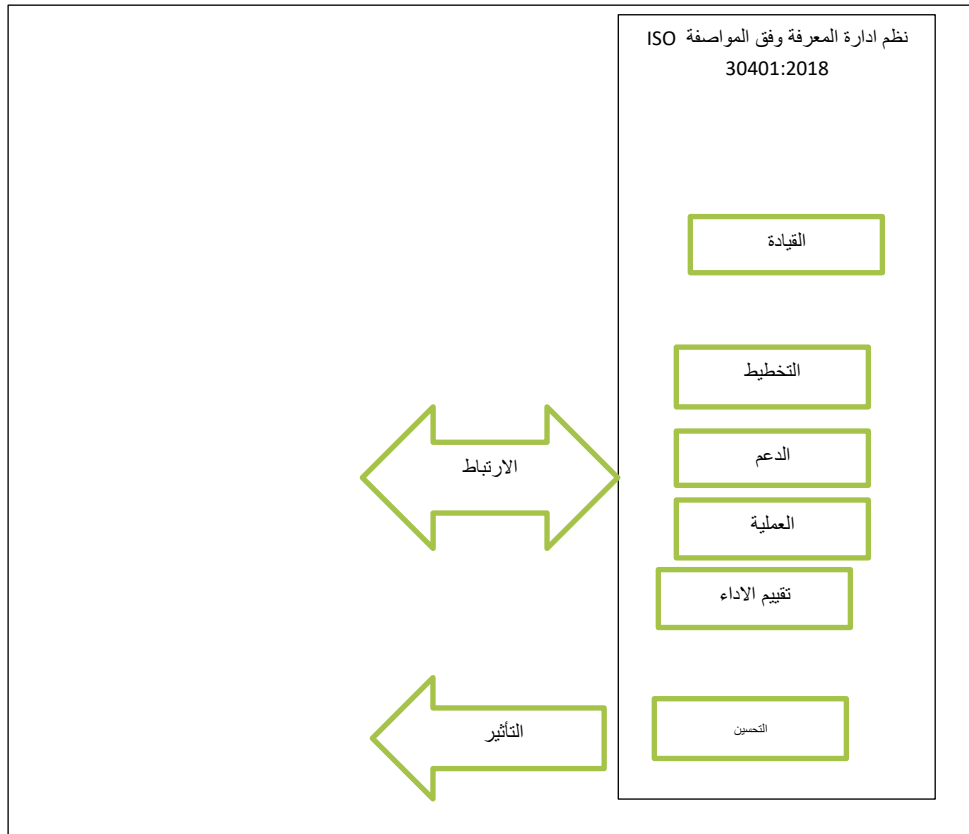 نظم ادارة المعرفة وفق المواصفة ISO
30401:2018
القيادة
التخطيط
الدعم
الارتباط
العملية
تقييم الاداء
التحسين
التأثير